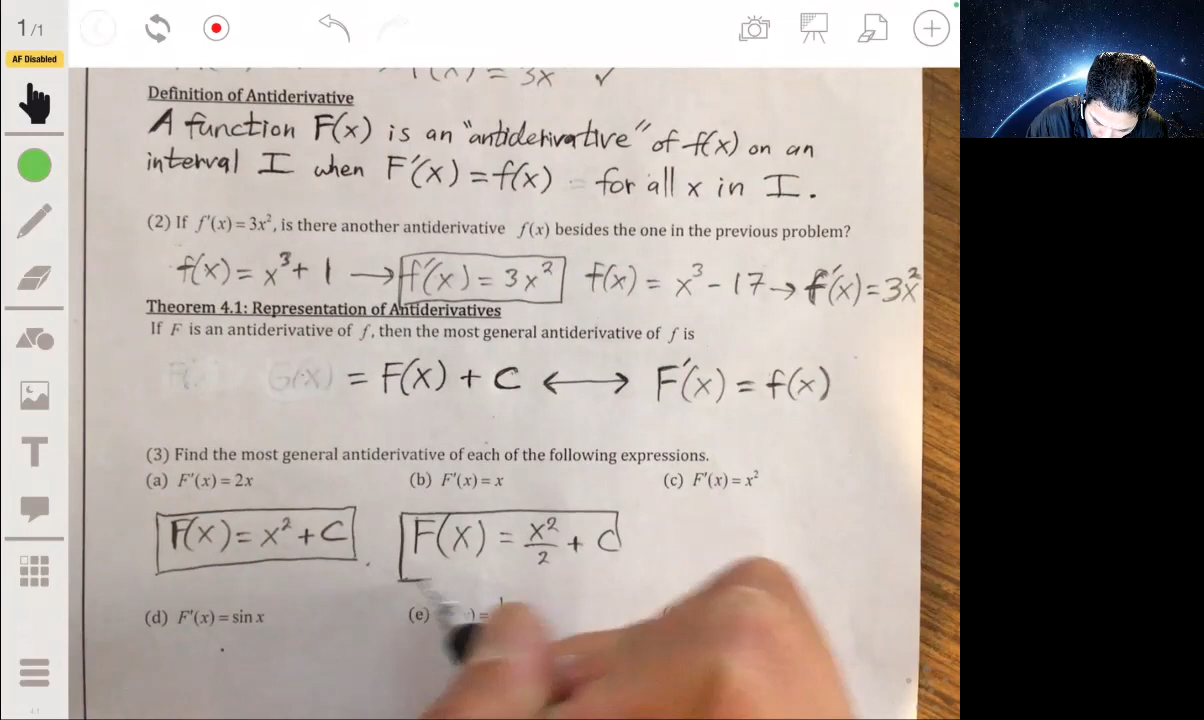 1/1
AF Disabled
= 3x ✓
Definition of Antiderivative
A function F(x) is an "antiderivative" of f(x) on an
interval I when F'(x) = f(x) = for all x in I.
(2) If f'(x) = 3x², is there another antiderivative f(x) besides the one in the previous problem?
f(x) = x³ + 1 → f'(x) = 3x² f(x) = x³ - 17 → f'(x) = 3x²
Theorem 4.1: Representation of Antiderivatives
If F is an antiderivative of f, then the most general antiderivative of f is
G(x) = F(x) + C ⟷ F'(x) = f(x)
(3) Find the most general antiderivative of each of the following expressions.
(a) F'(x) = 2x (b) F'(x) = x (c) F'(x) = x²
F(x) = x² + C F(x) = x²/2 + C
(d) F'(x) = sin x (e) ) =
T
4.1